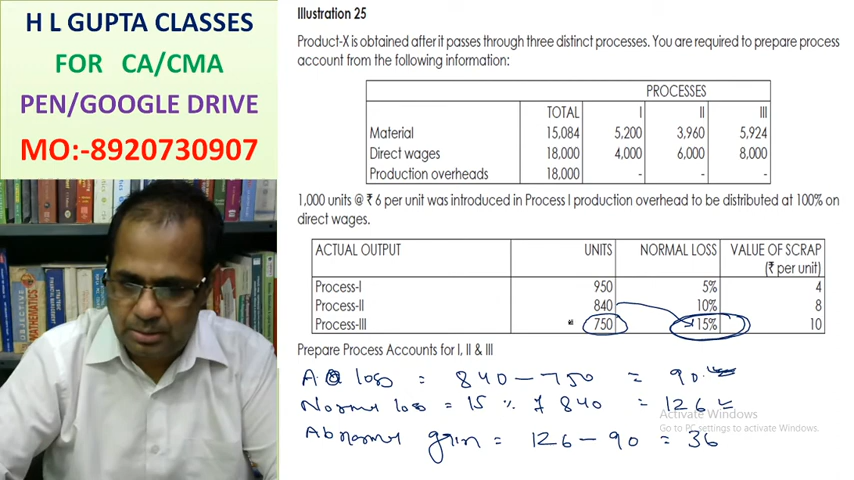 H L GUPTA CLASSES
FOR CA/CMA
PEN/GOOGLE DRIVE
MO:-8920730907
Illustration 25
Product-X is obtained after it passes through three distinct processes. You are required to prepare process
account from the following information:
PROCESSES
TOTAL I II III
Material 15,084 5,200 3,960 5,924
Direct wages 18,000 4,000 6,000 8,000
Production overheads 18,000 - - -
1,000 units @ ₹ 6 per unit was introduced in Process I production overhead to be distributed at 100% on
direct wages.
ACTUAL OUTPUT UNITS NORMAL LOSS VALUE OF SCRAP
(₹ per unit)
Process-I 950 5% 4
Process-II 840 10% 8
Process-III 750 15% 10
Prepare Process Accounts for I, II & III
loss = 840 - 750 = 90
Normal loss = 15 % of 840 = 126
Abnormal gain = 126 - 90 = 36
Activate Windows
Go to PC settings to activate Windows.